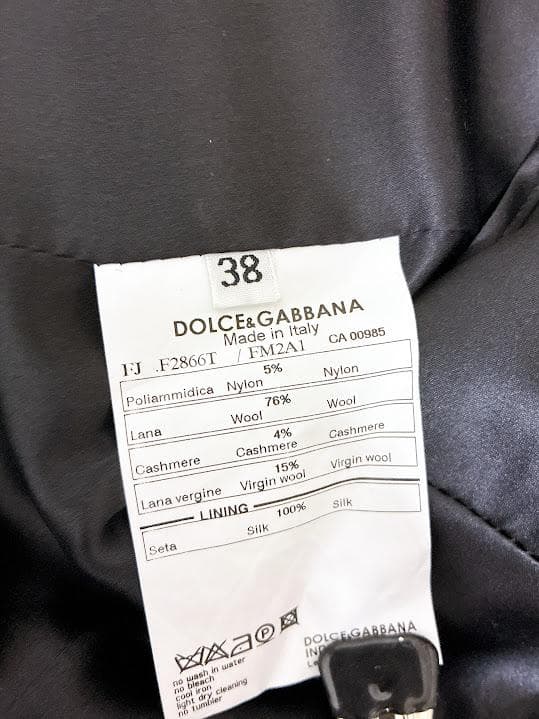 38
DOLCE&GABBANA
Made in Italy
FJ .F2866T / FM2A1 CA 00985
5%
Poliammidica Nylon Nylon
76%
Lana Wool Wool
4%
Cashmere Cashmere Cashmere
15%
Lana vergine Virgin wool Virgin wool
LINING 100%
Seta Silk Silk
no wash in water
no bleach
cool iron
light dry cleaning
no tumbler
DOLCE&GABBANA